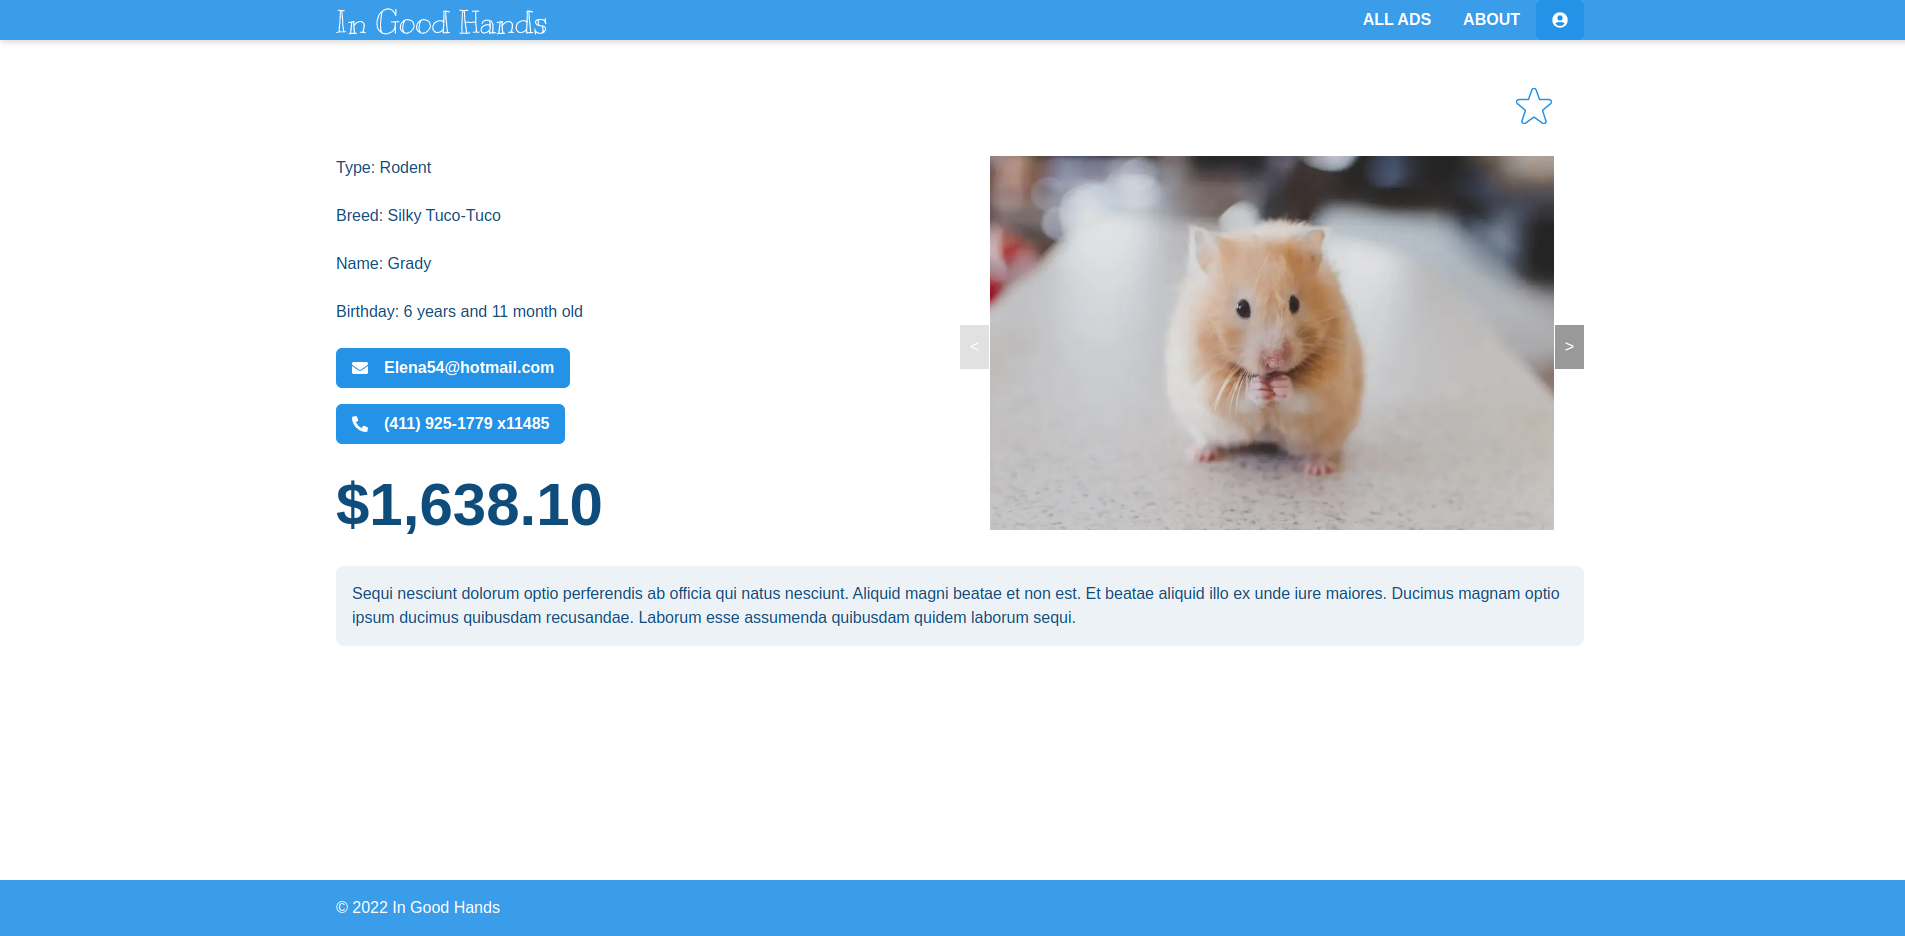 In Good Hands
ALL ADS
ABOUT
Type: Rodent
Breed: Silky Tuco-Tuco
Name: Grady
Birthday: 6 years and 11 month old
<
>
Elena54@hotmail.com
(411) 925-1779 x11485
$1,638.10
Sequi nesciunt dolorum optio perferendis ab officia qui natus nesciunt. Aliquid magni beatae et non est. Et beatae aliquid illo ex unde iure maiores. Ducimus magnam optio
ipsum ducimus quibusdam recusandae. Laborum esse assumenda quibusdam quidem laborum sequi.
© 2022 In Good Hands